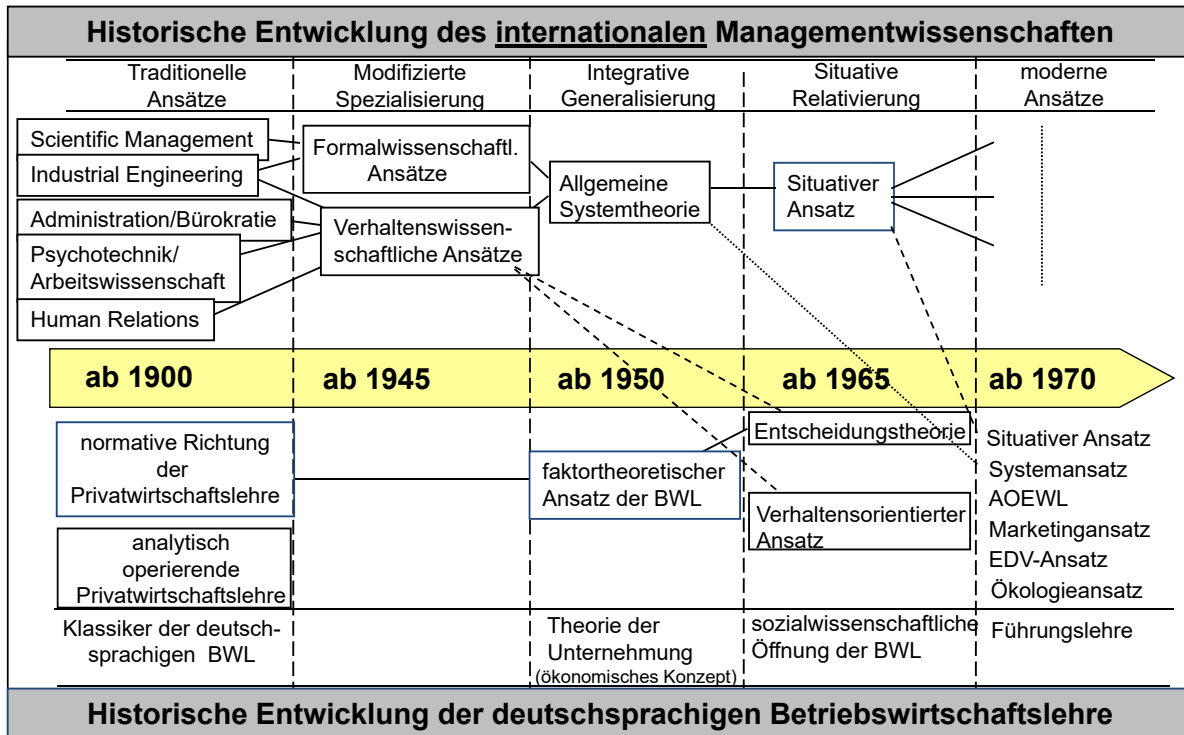 Historische Entwicklung des internationalen Managementwissenschaften
Traditionelle
Ansätze
Modifizierte
Spezialisierung
Integrative
Generalisierung
Situative
Relativierung
moderne
Ansätze
Scientific Management
Industrial Engineering
Administration/Bürokratie
Psychotechnik/
Arbeitswissenschaft
Human Relations
Formalwissenschaftl.
Ansätze
Verhaltenswissen-
schaftliche Ansätze
Allgemeine
Systemtheorie
Situativer
Ansatz
ab 1900
ab 1945
ab 1950
ab 1965
ab 1970
normative Richtung
der
Privatwirtschaftslehre
analytisch
operierende
Privatwirtschaftslehre
faktortheoretischer
Ansatz der BWL
Entscheidungstheorie
Verhaltensorientierter
Ansatz
Situativer Ansatz
Systemansatz
AOEWL
Marketingansatz
EDV-Ansatz
Ökologieansatz
Klassiker der deutsch-
sprachigen BWL
Theorie der
Unternehmung
(ökonomisches Konzept)
sozialwissenschaftliche
Öffnung der BWL
Führungslehre
Historische Entwicklung der deutschsprachigen Betriebswirtschaftslehre